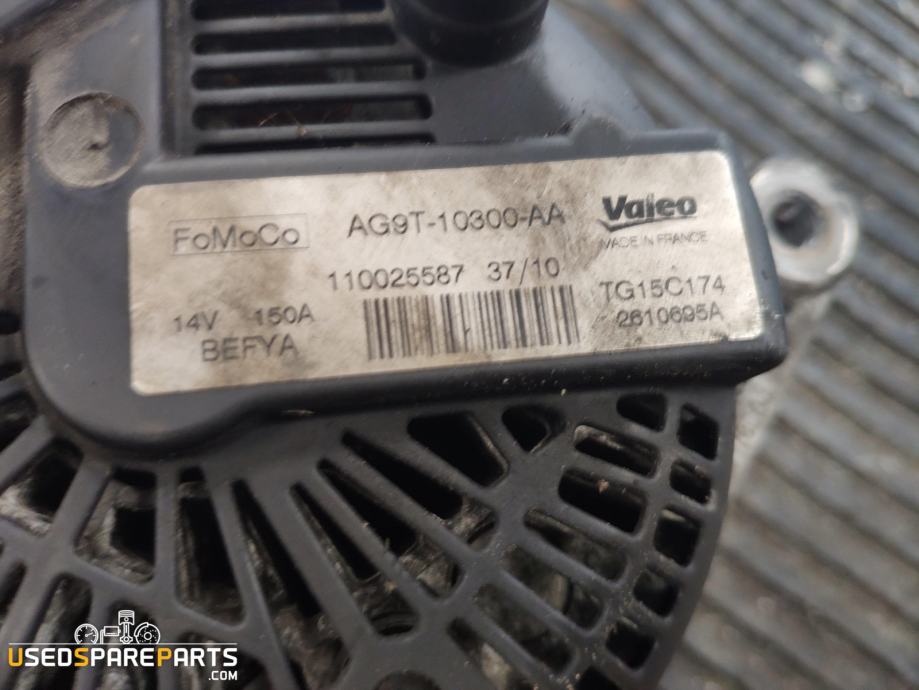 FoMoCo AG9T-10300-AA Valeo
MADE IN FRANCE
110025587 37/10 TG15C174
14V 150A 2610695A
BEFYA
USEDSPAREPARTS
.COM